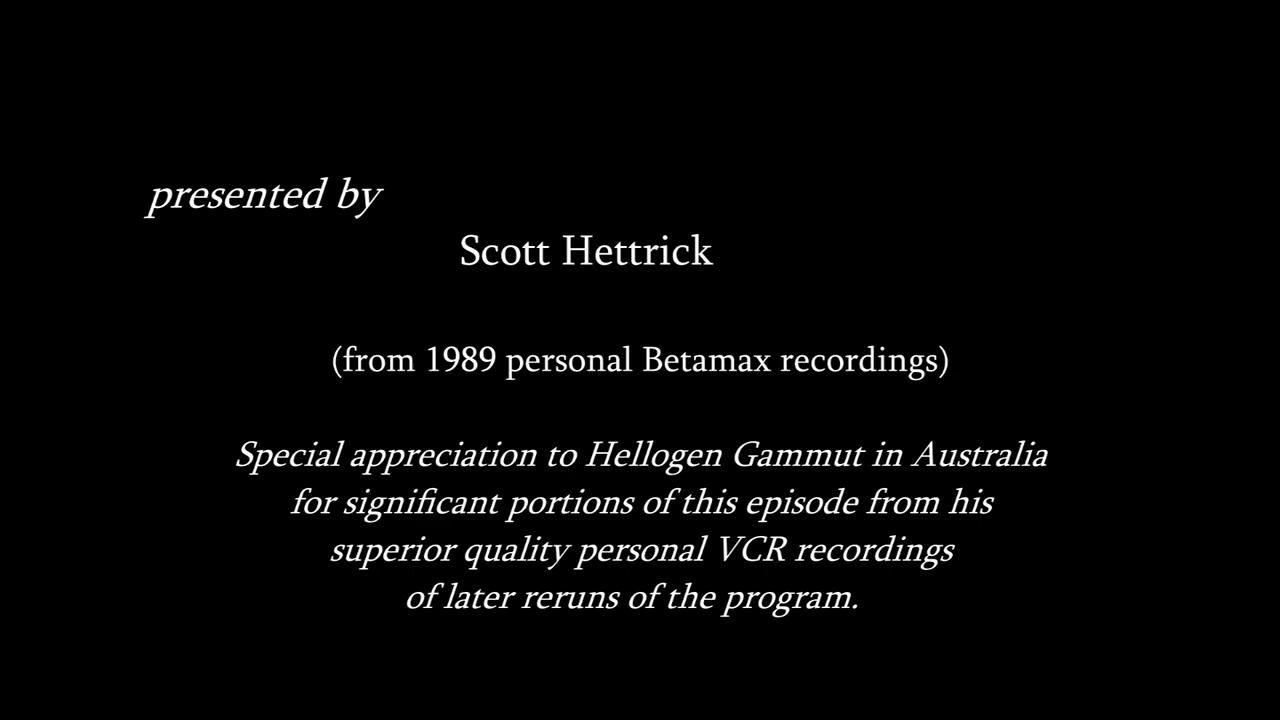 presented by
Scott Hettrick
(from 1989 personal Betamax recordings)
Special appreciation to Hellogen Gammut in Australia
for significant portions of this episode from his
superior quality personal VCR recordings
of later reruns of the program.